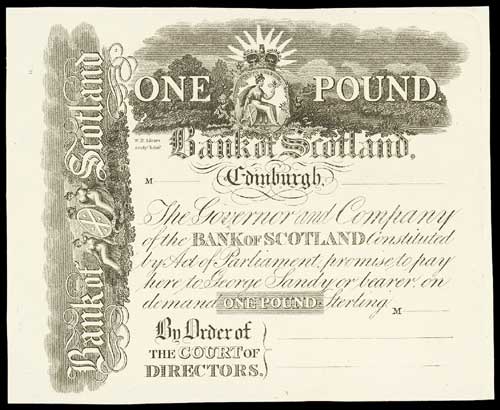 ONE POUND
Bank of Scotland.
Edinburgh.
M
The Governor and Company
of the BANK OF SCOTLAND Constituted
by Act of Parliament, promise to pay
here to George Sandy or bearer on
demand ONE POUND Sterling.
M
By Order of
THE COURT OF
DIRECTORS.
Bank of Scotland
W. H. Lizars